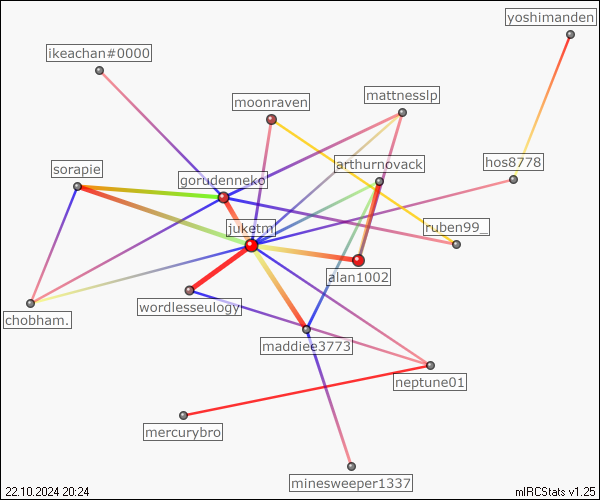 yoshimanden
ikeachan#0000
mattnesslp
moonraven
arthurnovack
hos8778
sorapie
gorudenneko
ruben99_
juketm
alan1002
wordlesseulogy
chobham.
maddiee3773
neptune01
mercurybro
minesweeper1337
22.10.2024 20:24
mIRCStats v1.25